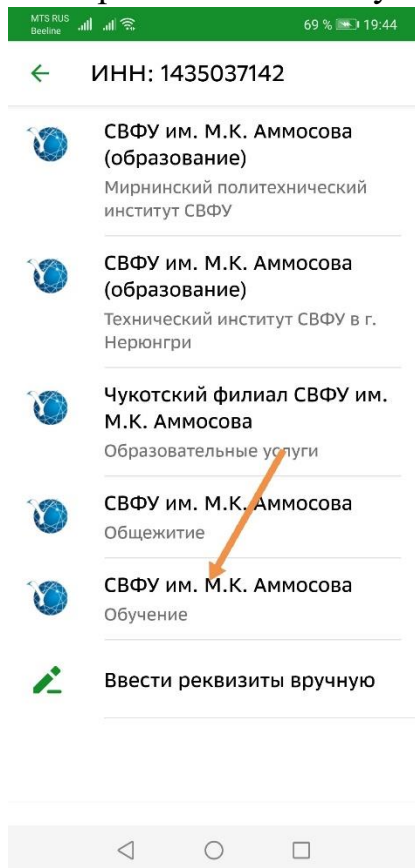 MTS RUS
Beeline
69 % 19:44
ИНН: 1435037142
СВФУ им. М.К. Аммосова
(образование)
Мирнинский политехнический
институт СВФУ
СВФУ им. М.К. Аммосова
(образование)
Технический институт СВФУ в г.
Нерюнгри
Чукотский филиал СВФУ им.
М.К. Аммосова
Образовательные услуги
СВФУ им. М.К. Аммосова
Общежитие
СВФУ им. М.К. Аммосова
Обучение
Ввести реквизиты вручную